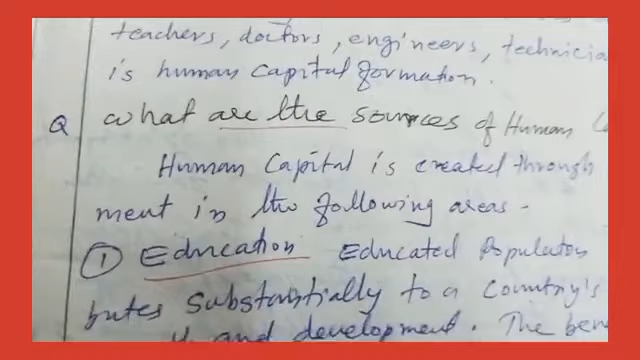 teachers, doctors, engineers, technicia
is human capital formation.
Q What are the sources of Human
Human Capital is created through
ment in the following areas -
① Education Educated Population
butes substantially to a country's
and development. The ben